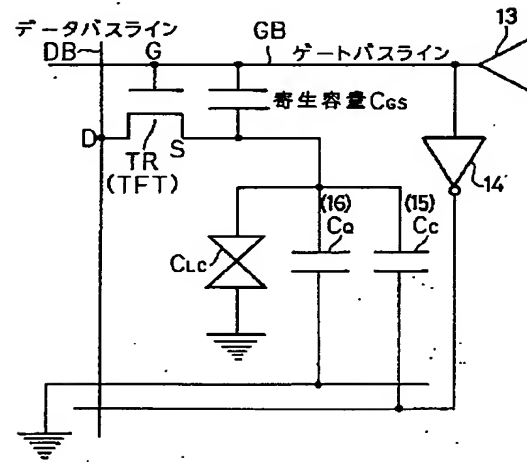 データバスライン
13
DB
G
GB
ゲートバスライン
寄生容量CGS
D
S
TR
(TFT)
14
(16)
CQ
(15)
CC
CLC